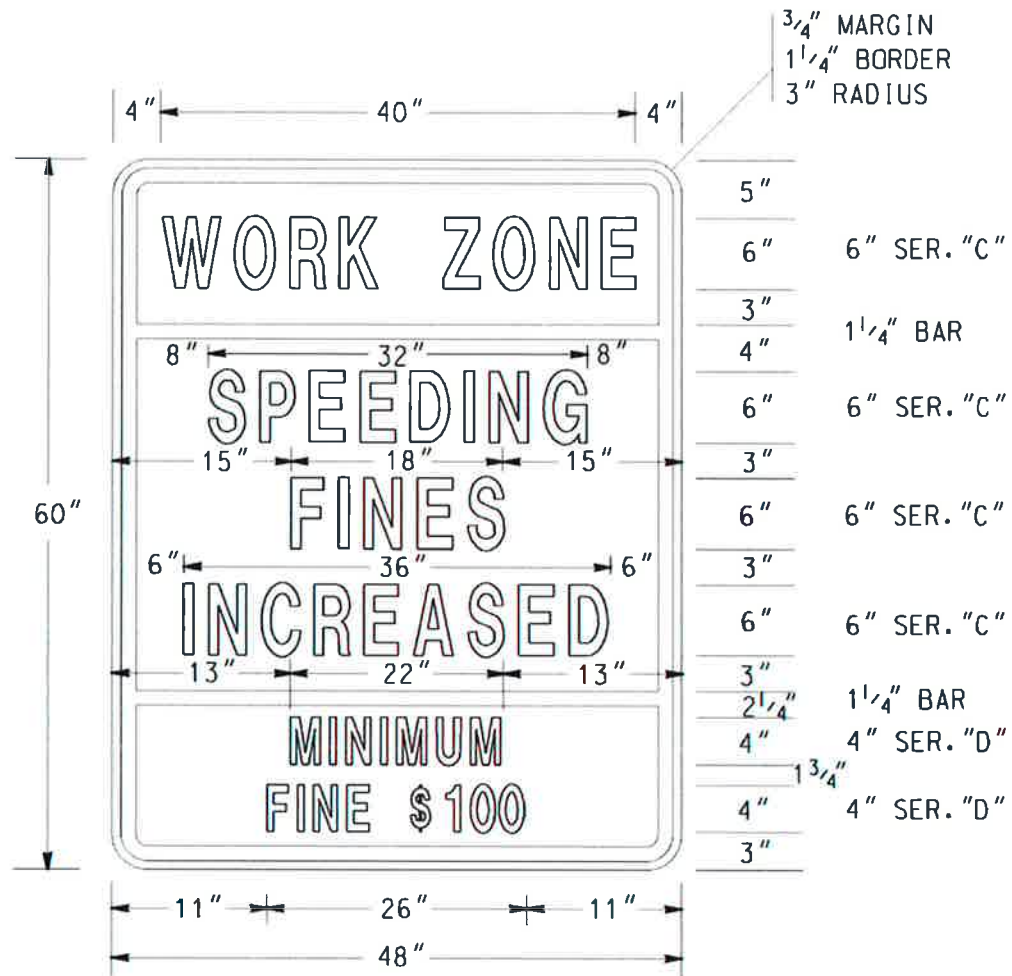 3/4" MARGIN
1 1/4" BORDER
3" RADIUS
4" 40" 4"
5"
WORK ZONE
6" 6" SER. "C"
3"
1 1/4" BAR
8" 32" 8"
4"
SPEEDING
6" 6" SER. "C"
15" 18" 15"
3"
60"
FINES
6" 6" SER. "C"
6" 36" 6"
3"
INCREASED
6" 6" SER. "C"
13" 22" 13"
3"
2 1/4" 1 1/4" BAR
MINIMUM
4" 4" SER. "D"
1 3/4"
FINE $100
4" 4" SER. "D"
3"
11" 26" 11"
48"